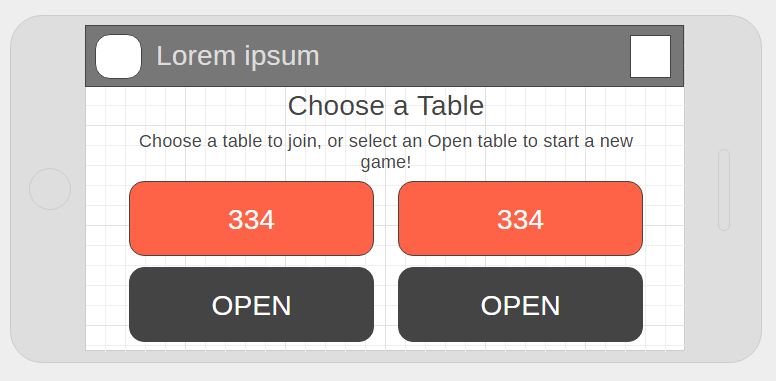 Lorem ipsum
Choose a Table
Choose a table to join, or select an Open table to start a new
game!
334 334
OPEN OPEN